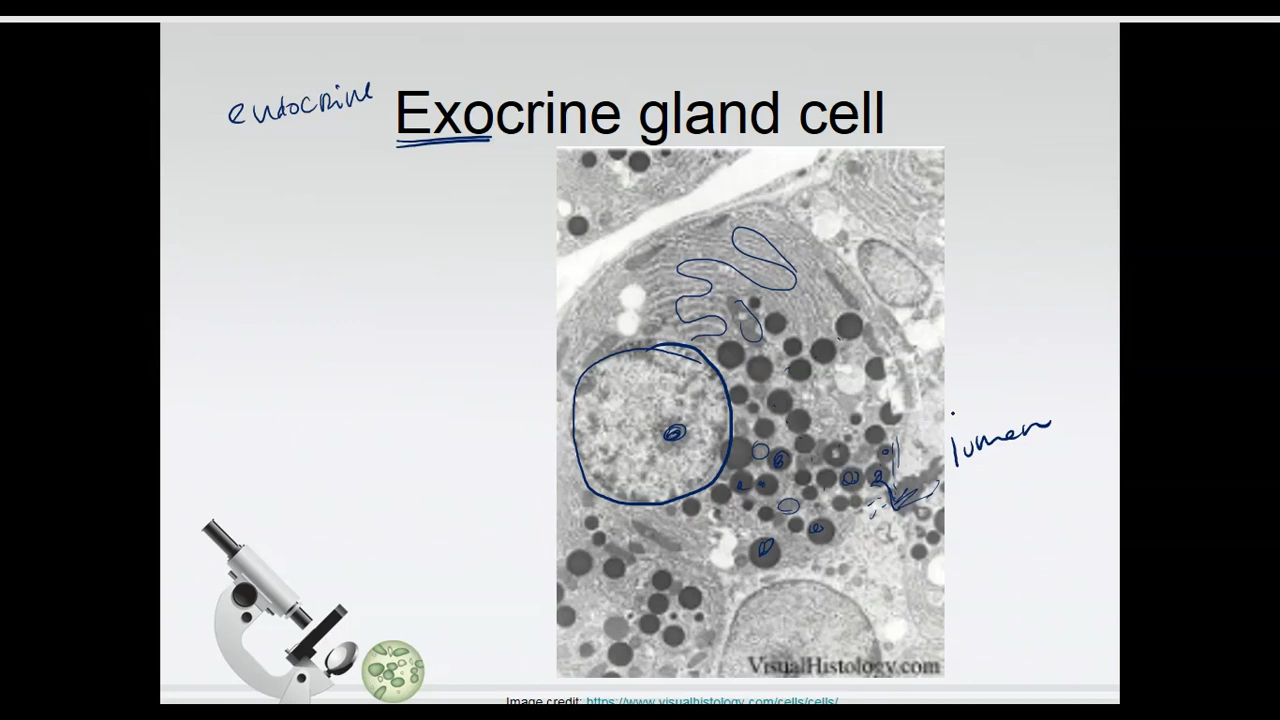 endocrine
Exocrine gland cell
lumen
VisualHistology.com
Image credit: https://www.visualhistology.com/cells/cells/